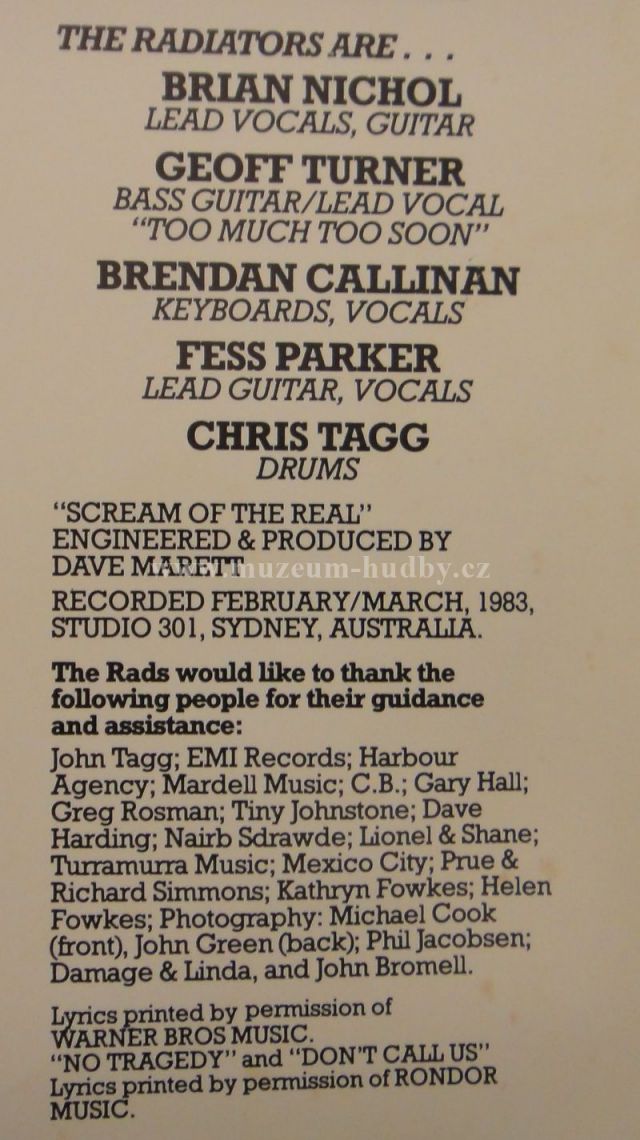 THE RADIATORS ARE . . .
BRIAN NICHOL
LEAD VOCALS, GUITAR
GEOFF TURNER
BASS GUITAR/LEAD VOCAL
"TOO MUCH TOO SOON"
BRENDAN CALLINAN
KEYBOARDS, VOCALS
FESS PARKER
LEAD GUITAR, VOCALS
CHRIS TAGG
DRUMS
"SCREAM OF THE REAL"
ENGINEERED & PRODUCED BY
DAVE MARETT
www.muzeum-hudby.cz
RECORDED FEBRUARY/MARCH, 1983,
STUDIO 301, SYDNEY, AUSTRALIA.
The Rads would like to thank the
following people for their guidance
and assistance:
John Tagg; EMI Records; Harbour
Agency; Mardell Music; C.B.; Gary Hall;
Greg Rosman; Tiny Johnstone; Dave
Harding; Nairb Sdrawde; Lionel & Shane;
Turramurra Music; Mexico City; Prue &
Richard Simmons; Kathryn Fowkes; Helen
Fowkes; Photography: Michael Cook
(front), John Green (back); Phil Jacobsen;
Damage & Linda, and John Bromell.
Lyrics printed by permission of
WARNER BROS MUSIC.
"NO TRAGEDY" and "DON'T CALL US"
Lyrics printed by permission of RONDOR
MUSIC.